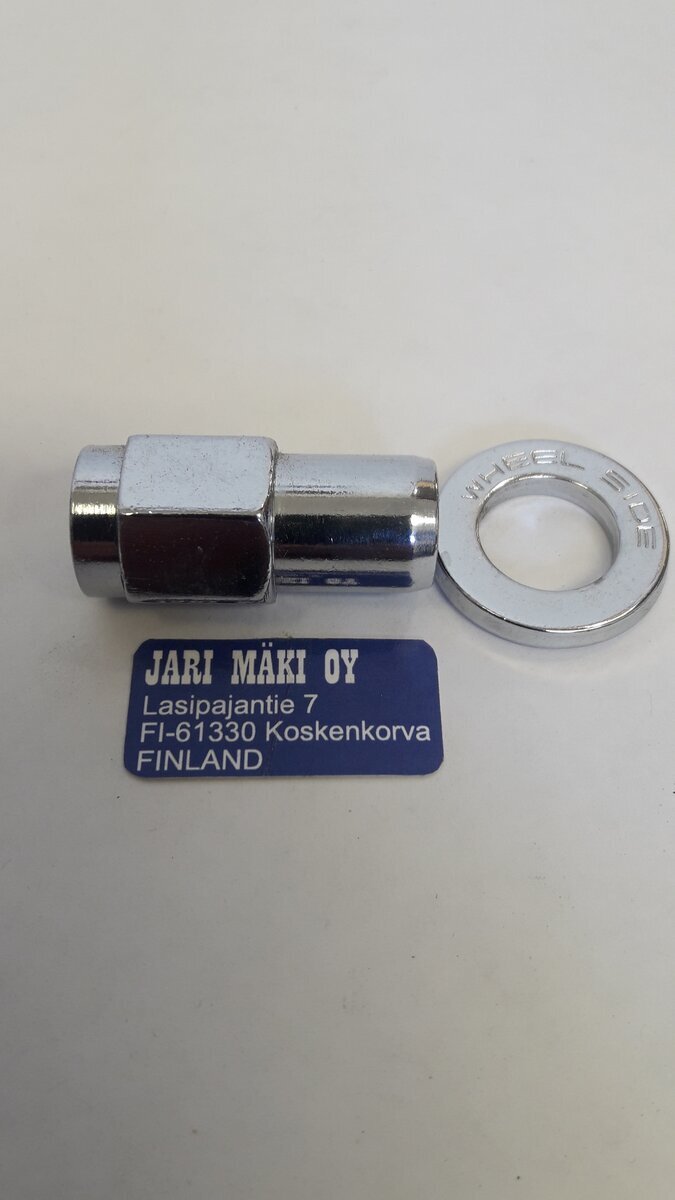 WHEEL SIDE
JARI MÄKI OY
Lasipajantie 7
FI-61330 Koskenkorva
FINLAND